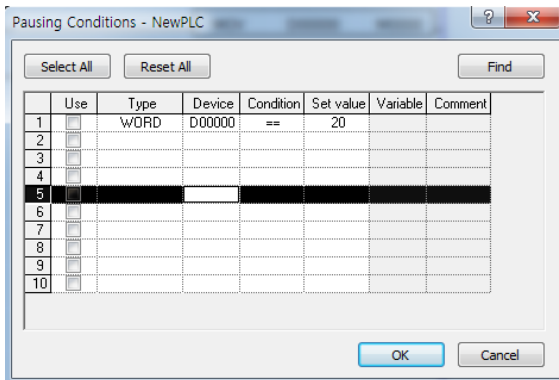 Pausing Conditions - NewPLC
Select All Reset All Find
Use Type Device Condition Set value Variable Comment
1 WORD D00000 == 20
2
3
4
5
6
7
8
9
10
OK Cancel